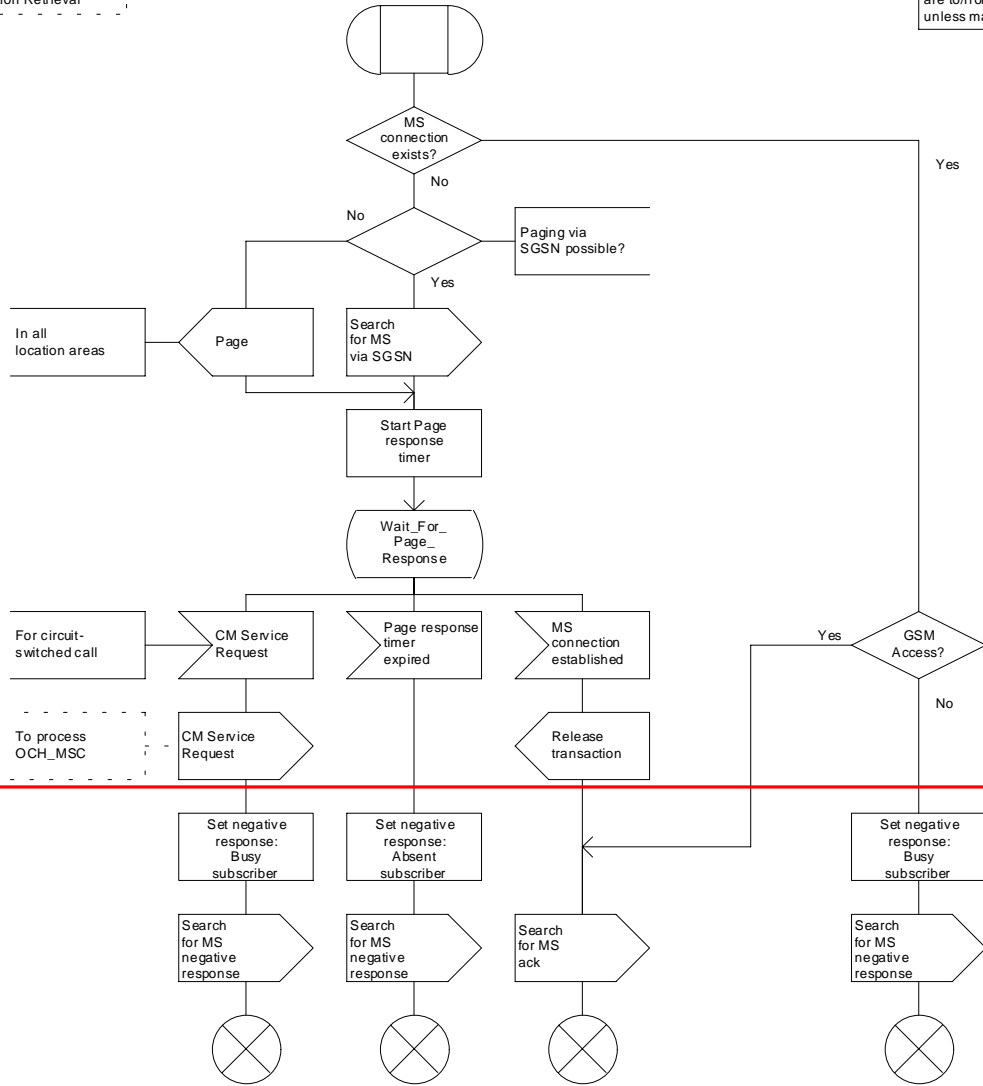 MS
connection
exists?
Yes
No
No
Paging via
SGSN possible?
Yes
In all
location areas
Page
Search
for MS
via SGSN
Start Page
response
timer
Wait_For_
Page_
Response
For circuit-
switched call
CM Service
Request
Page response
timer
expired
MS
connection
established
Yes
GSM
Access?
No
To process
OCH_MSC
CM Service
Request
Release
transaction
Set negative
response:
Busy
subscriber
Set negative
response:
Absent
subscriber
Set negative
response:
Busy
subscriber
Search
for MS
negative
response
Search
for MS
negative
response
Search
for MS
ack
Search
for MS
negative
response